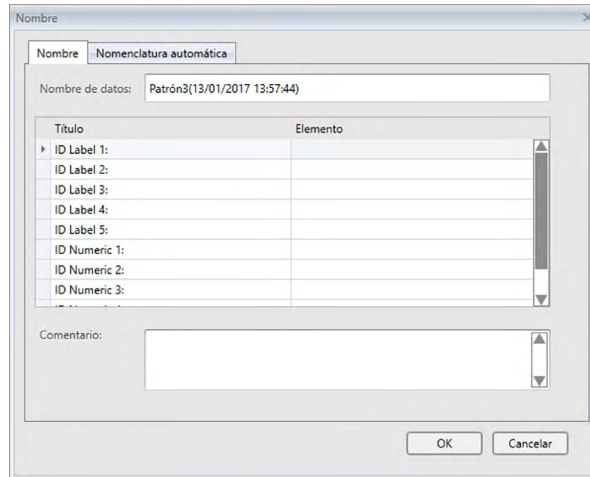 Nombre
Nombre Nomenclatura automática
Nombre de datos: Patrón3(13/01/2017 13:57:44)
Título Elemento
ID Label 1:
ID Label 2:
ID Label 3:
ID Label 4:
ID Label 5:
ID Numeric 1:
ID Numeric 2:
ID Numeric 3:
Comentario:
OK Cancelar